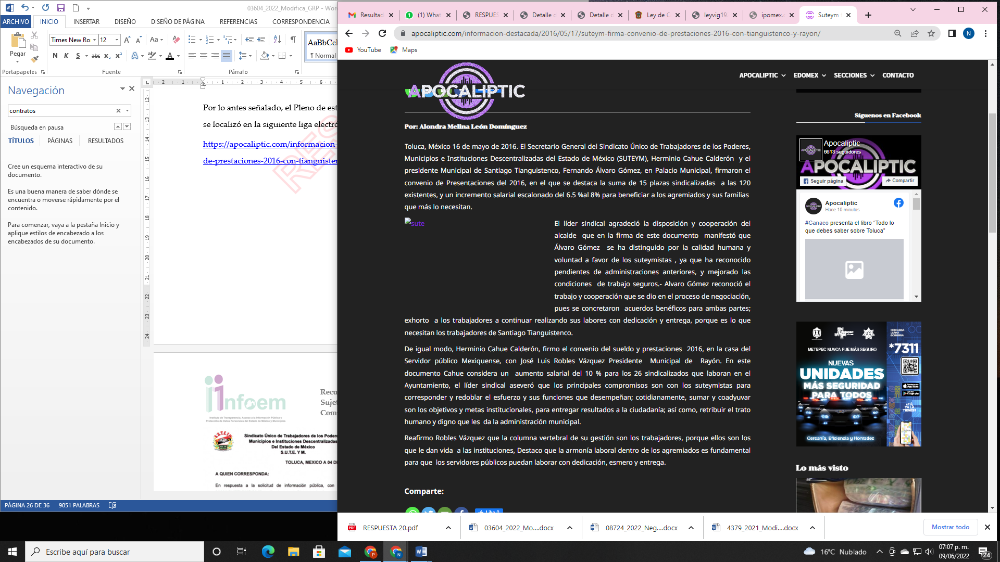 03604_2022_Modifica_GRP - Wor
ARCHIVO
INICIO
INSERTAR
DISEÑO
DISEÑO DE PÁGINA
REFERENCIAS
CORRESPONDENCIA
Pegar
Times New Ro
12
N K S abc x₂ x²
AaBbCcI
¶ Normal
Portapapeles
Fuente
Párrafo
Navegación
contratos
Búsqueda en pausa
TÍTULOS
PÁGINAS
RESULTADOS
Cree un esquema interactivo de su
documento.
Es una buena manera de saber dónde se
encuentra o moverse rápidamente por el
contenido.
Para comenzar, vaya a la pestaña Inicio y
aplique estilos de encabezado a los
encabezados de su documento.
Por lo antes señalado, el Pleno de est
se localizó en la siguiente liga electró
https://apocaliptic.com/informacion-
de-prestaciones-2016-con-tianguisten
RES
infoem
Instituto de Transparencia, Acceso a la Información Pública y
Protección de Datos Personales del Estado de México y Municipios
Recu
Sujet
Com
Sindicato Único de Trabajadores de los Poder
Municipios e Instituciones Descentralizadas
Del Estado de México
S.U.T.E. Y M.
TOLUCA, MEXICO A 04 DE
A QUIEN CORRESPONDA:
En respuesta a la solicitud de información pública, con
PÁGINA 26 DE 36
9051 PALABRAS
Resultad
(1) What
RESPUES
Detalle d
Detalle d
Ley de C
leyvig19
ipomex.
Suteym
apocaliptic.com/informacion-destacada/2016/05/17/suteym-firma-convenio-de-prestaciones-2016-con-tianguistenco-y-rayon/
N
YouTube
Maps
APOCALIPTIC
APOCALIPTIC
EDOMEX
SECCIONES
CONTACTO
Por: Alondra Melina León Domínguez
Toluca, México 16 de mayo de 2016.-El Secretario General del Sindicato Único de Trabajadores de los Poderes,
Municipios e Instituciones Descentralizadas del Estado de México (SUTEYM), Herminio Cahue Calderón y el
presidente Municipal de Santiago Tianguistenco, Fernando Álvaro Gómez, en Palacio Municipal, firmaron el
convenio de Presentaciones del 2016, en el que se destaca la suma de 15 plazas sindicalizadas a las 120
existentes, y un incremento salarial escalonado del 6.5 %al 8% para beneficiar a los agremiados y sus familias
que más lo necesitan.
sute
El líder sindical agradeció la disposición y cooperación del
alcalde que en la firma de este documento manifestó que
Álvaro Gómez se ha distinguido por la calidad humana y
voluntad a favor de los suteymistas , ya que ha reconocido
pendientes de administraciones anteriores, y mejorado las
condiciones de trabajo seguros.- Alvaro Gómez reconoció el
trabajo y cooperación que se dio en el proceso de negociación,
pues se concretaron acuerdos benéficos para ambas partes;
exhorto a los trabajadores a continuar realizando sus labores con dedicación y entrega, porque es lo que
necesitan los trabajadores de Santiago Tianguistenco.
De igual modo, Herminio Cahue Calderón, firmo el convenio del sueldo y prestaciones 2016, en la casa del
Servidor público Mexiquense, con José Luis Robles Vázquez Presidente Municipal de Rayón. En este
documento Cahue considera un aumento salarial del 10 % para los 26 sindicalizados que laboran en el
Ayuntamiento, el líder sindical aseveró que los principales compromisos son con los suteymistas para
corresponder y redoblar el esfuerzo y sus funciones que desempeñan; cotidianamente, sumar y coadyuvar
son los objetivos y metas institucionales, para entregar resultados a la ciudadanía; así como, retribuir el trato
humano y digno que les da la administración municipal.
Reafirmo Robles Vázquez que la columna vertebral de su gestión son los trabajadores, porque ellos son los
que le dan vida a las instituciones, Destaco que la armonía laboral dentro de los agremiados es fundamental
para que los servidores públicos puedan laborar con dedicación, esmero y entrega.
Comparte:
Like 0
Síguenos en Facebook
Apocaliptic
6613 seguidores
APOCALIPTIC
Seguir página
Compartir
Apocaliptic
Hace 10 minutos
#Canaco presenta el libro “Todo lo
que debes saber sobre Toluca”
METEPEC NUNCA FUE MÁS SEGURO
NUEVAS
UNIDADES
MÁS SEGURIDAD
PARA TODOS
Cercanía, Eficiencia y Honradez
DESCARGA
LLAMA
*7311
¿TÚ,
YA LA
TIENES?
Lo más visto
RESPUESTA 20.pdf
03604_2022_Mo....docx
08724_2022_Neg....docx
4379_2021_Modi....docx
Mostrar todo
Escribe aquí para buscar
16°C Nublado
07:07 p. m.
09/06/2022
24